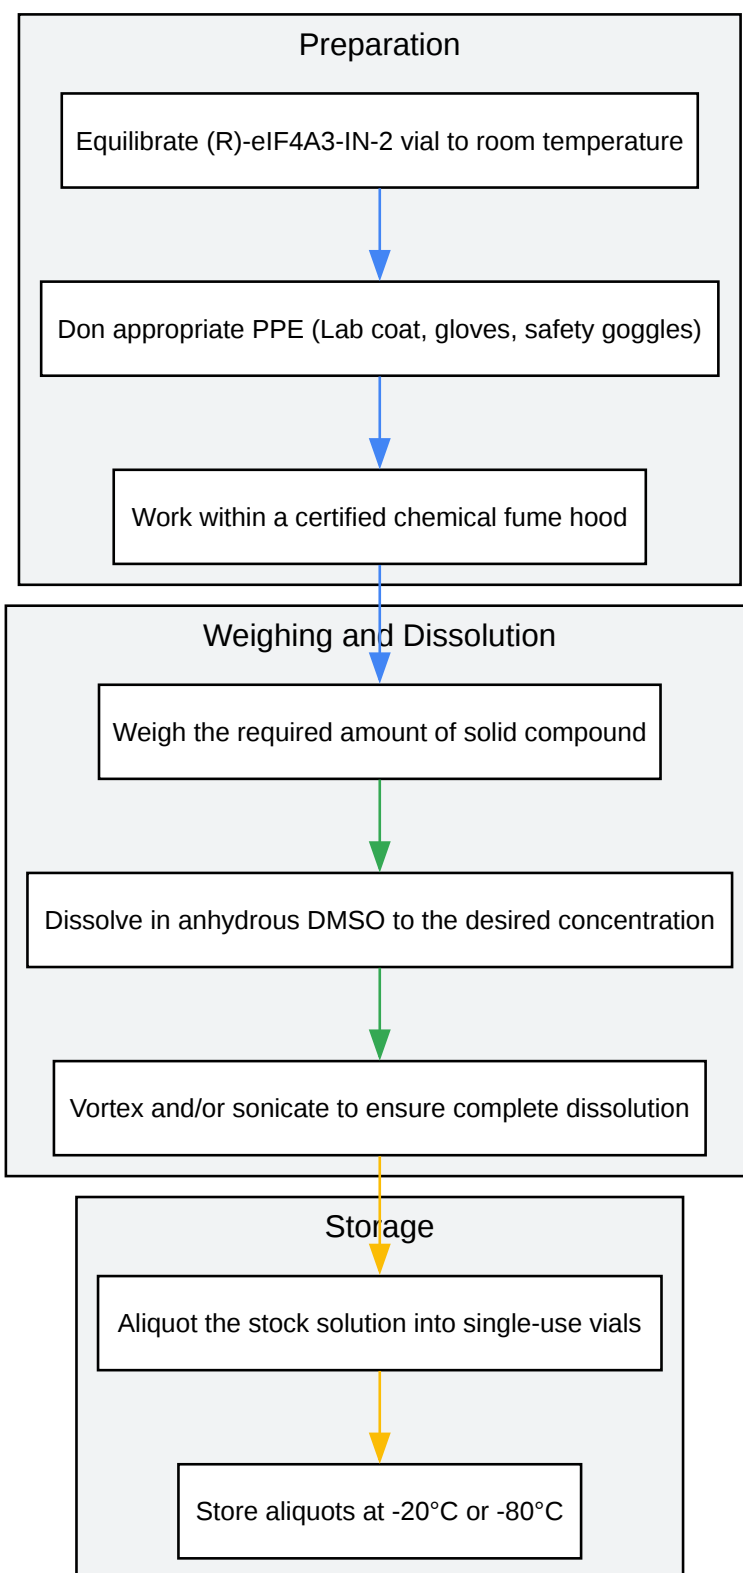 Preparation
Equilibrate (R)-eIF4A3-IN-2 vial to room temperature
Don appropriate PPE (Lab coat, gloves, safety goggles)
Work within a certified chemical fume hood
Weighing and Dissolution
Weigh the required amount of solid compound
Dissolve in anhydrous DMSO to the desired concentration
Vortex and/or sonicate to ensure complete dissolution
Storage
Aliquot the stock solution into single-use vials
Store aliquots at -20°C or -80°C